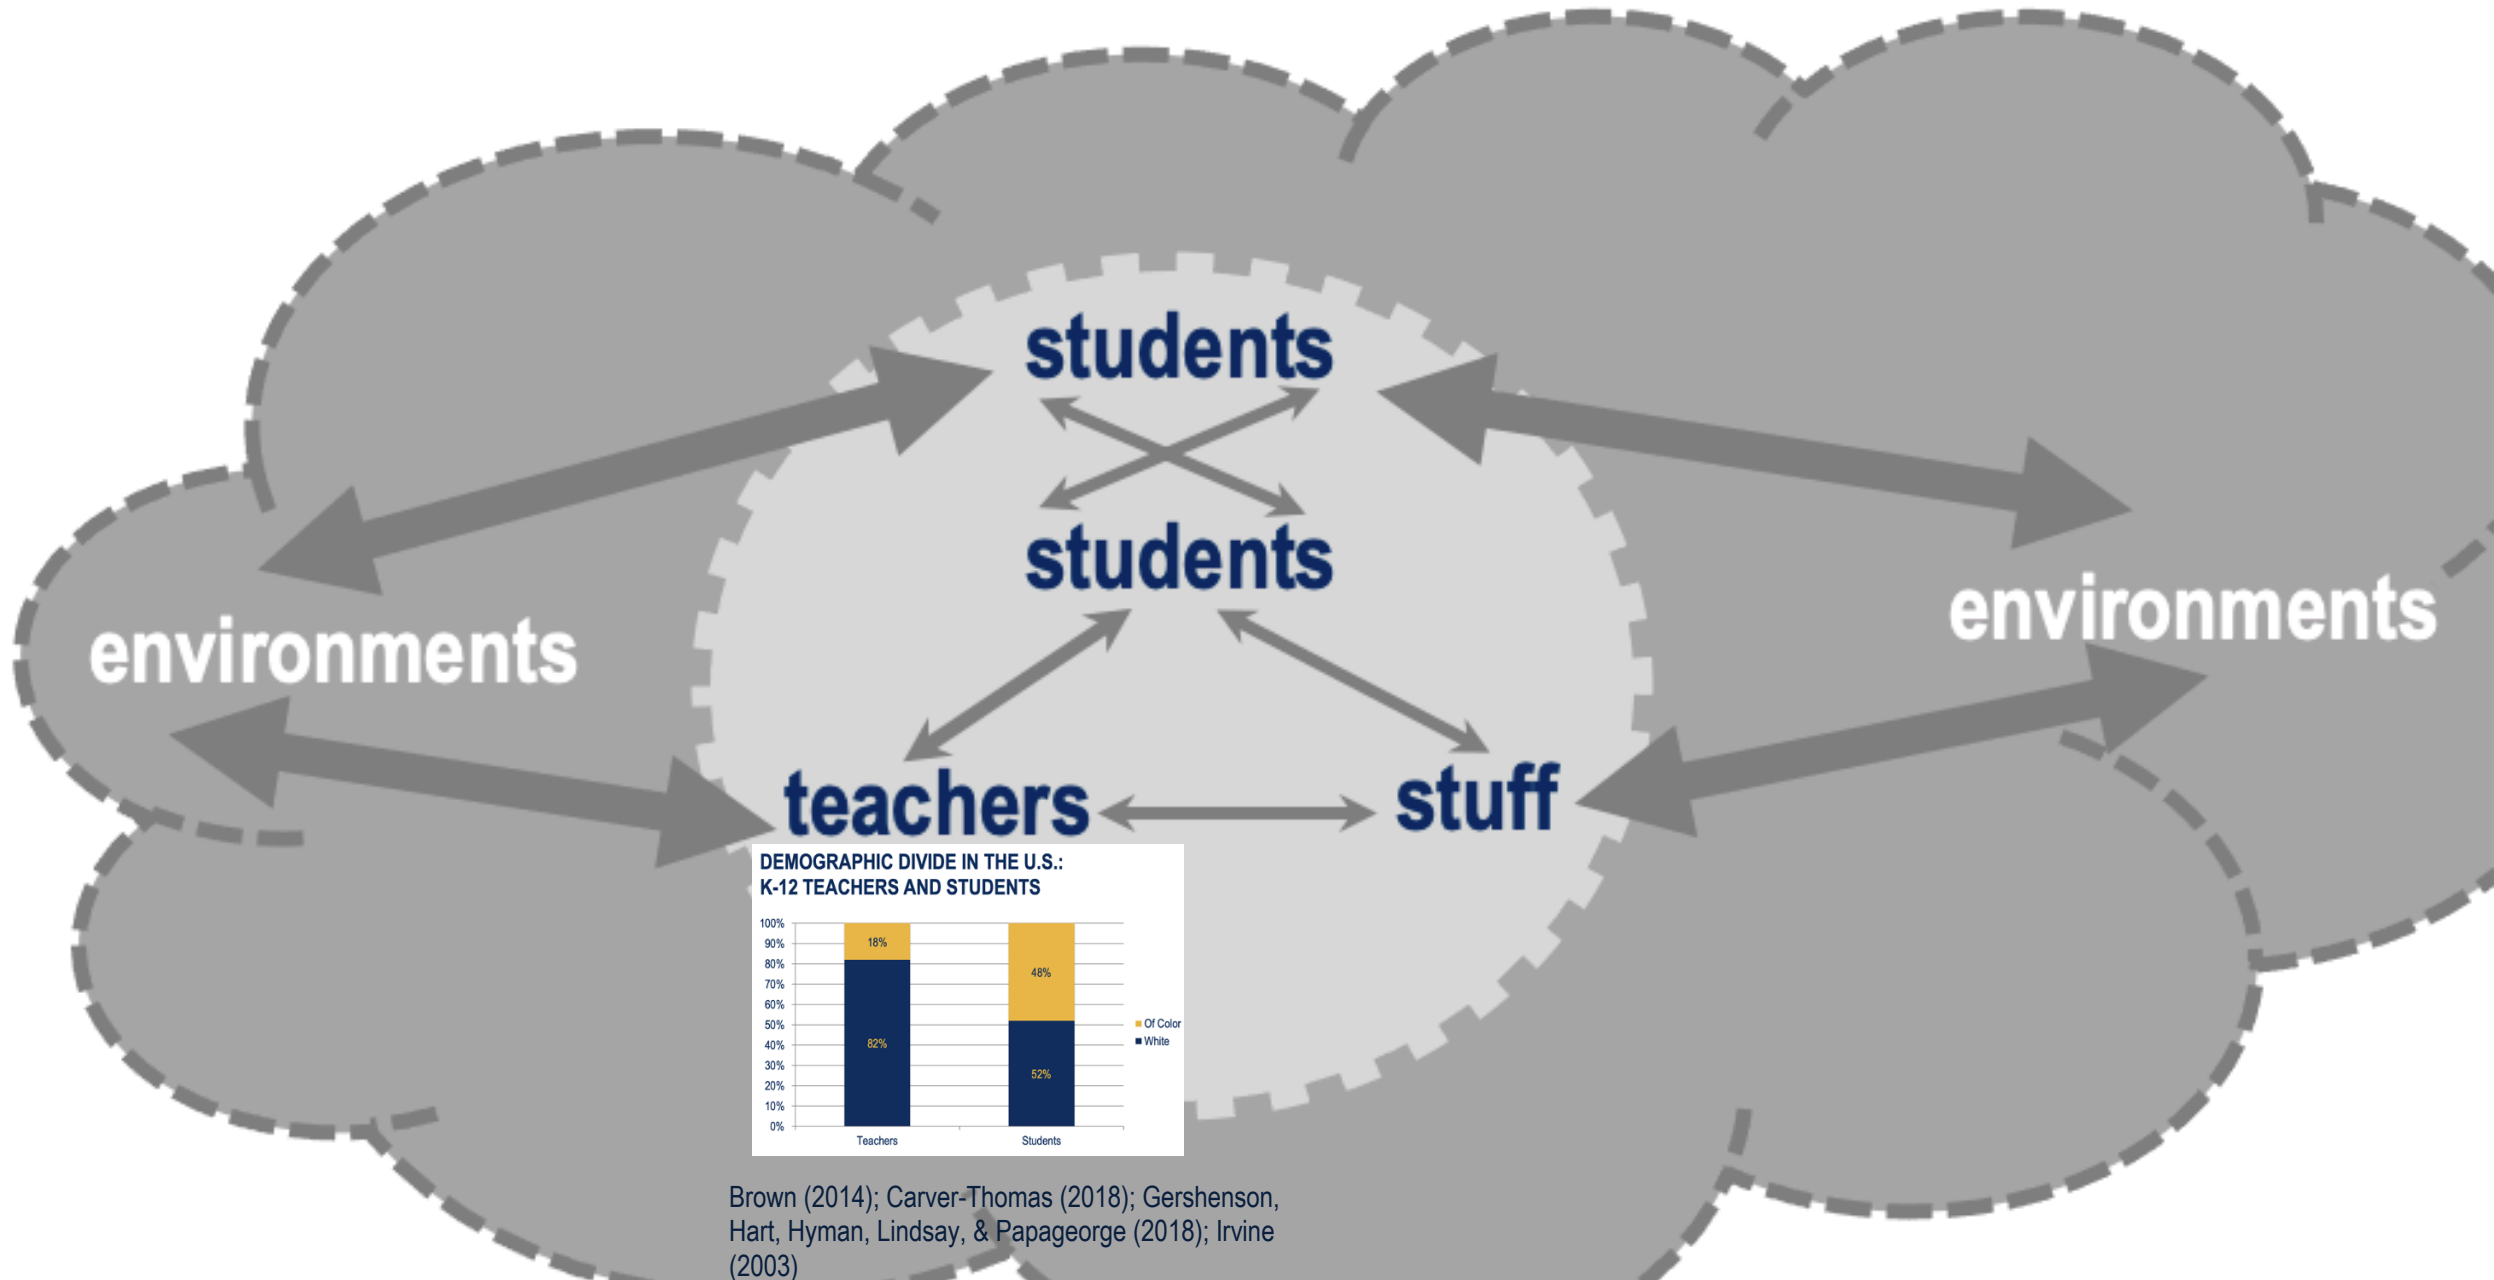 students
students
environments
environments
teachers
stuff
DEMOGRAPHIC DIVIDE IN THE U.S.:
K-12 TEACHERS AND STUDENTS
100%
90%
80%
70%
60%
50%
40%
30%
20%
10%
0%
18%
82%
48%
52%
Of Color
White
Teachers
Students
Brown (2014); Carver-Thomas (2018); Gershenson,
Hart, Hyman, Lindsay, & Papageorge (2018); Irvine
(2003)